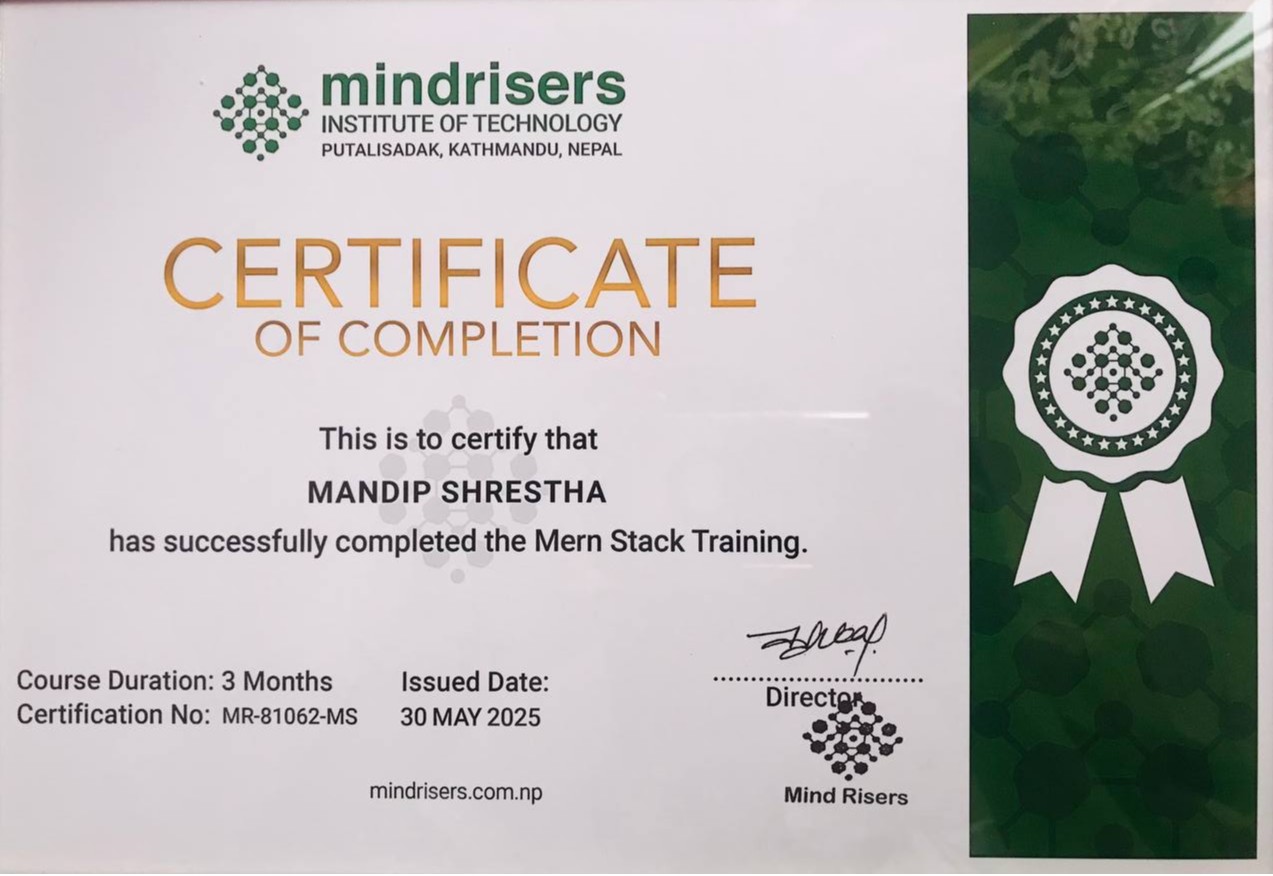 mindrisers
INSTITUTE OF TECHNOLOGY
PUTALISADAK, KATHMANDU, NEPAL
CERTIFICATE
OF COMPLETION
This is to certify that
MANDIP SHRESTHA
has successfully completed the Mern Stack Training.
Course Duration: 3 Months
Certification No: MR-81062-MS
Issued Date:
30 MAY 2025
Director
Mind Risers
mindrisers.com.np